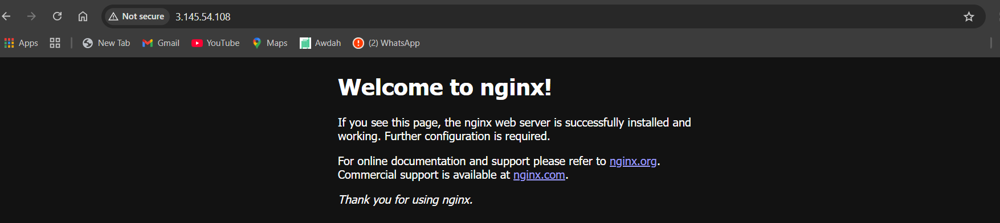 Not secure 3.145.54.108
Apps New Tab Gmail YouTube Maps Awdah (2) WhatsApp
Welcome to nginx!
If you see this page, the nginx web server is successfully installed and
working. Further configuration is required.
For online documentation and support please refer to nginx.org.
Commercial support is available at nginx.com.
Thank you for using nginx.